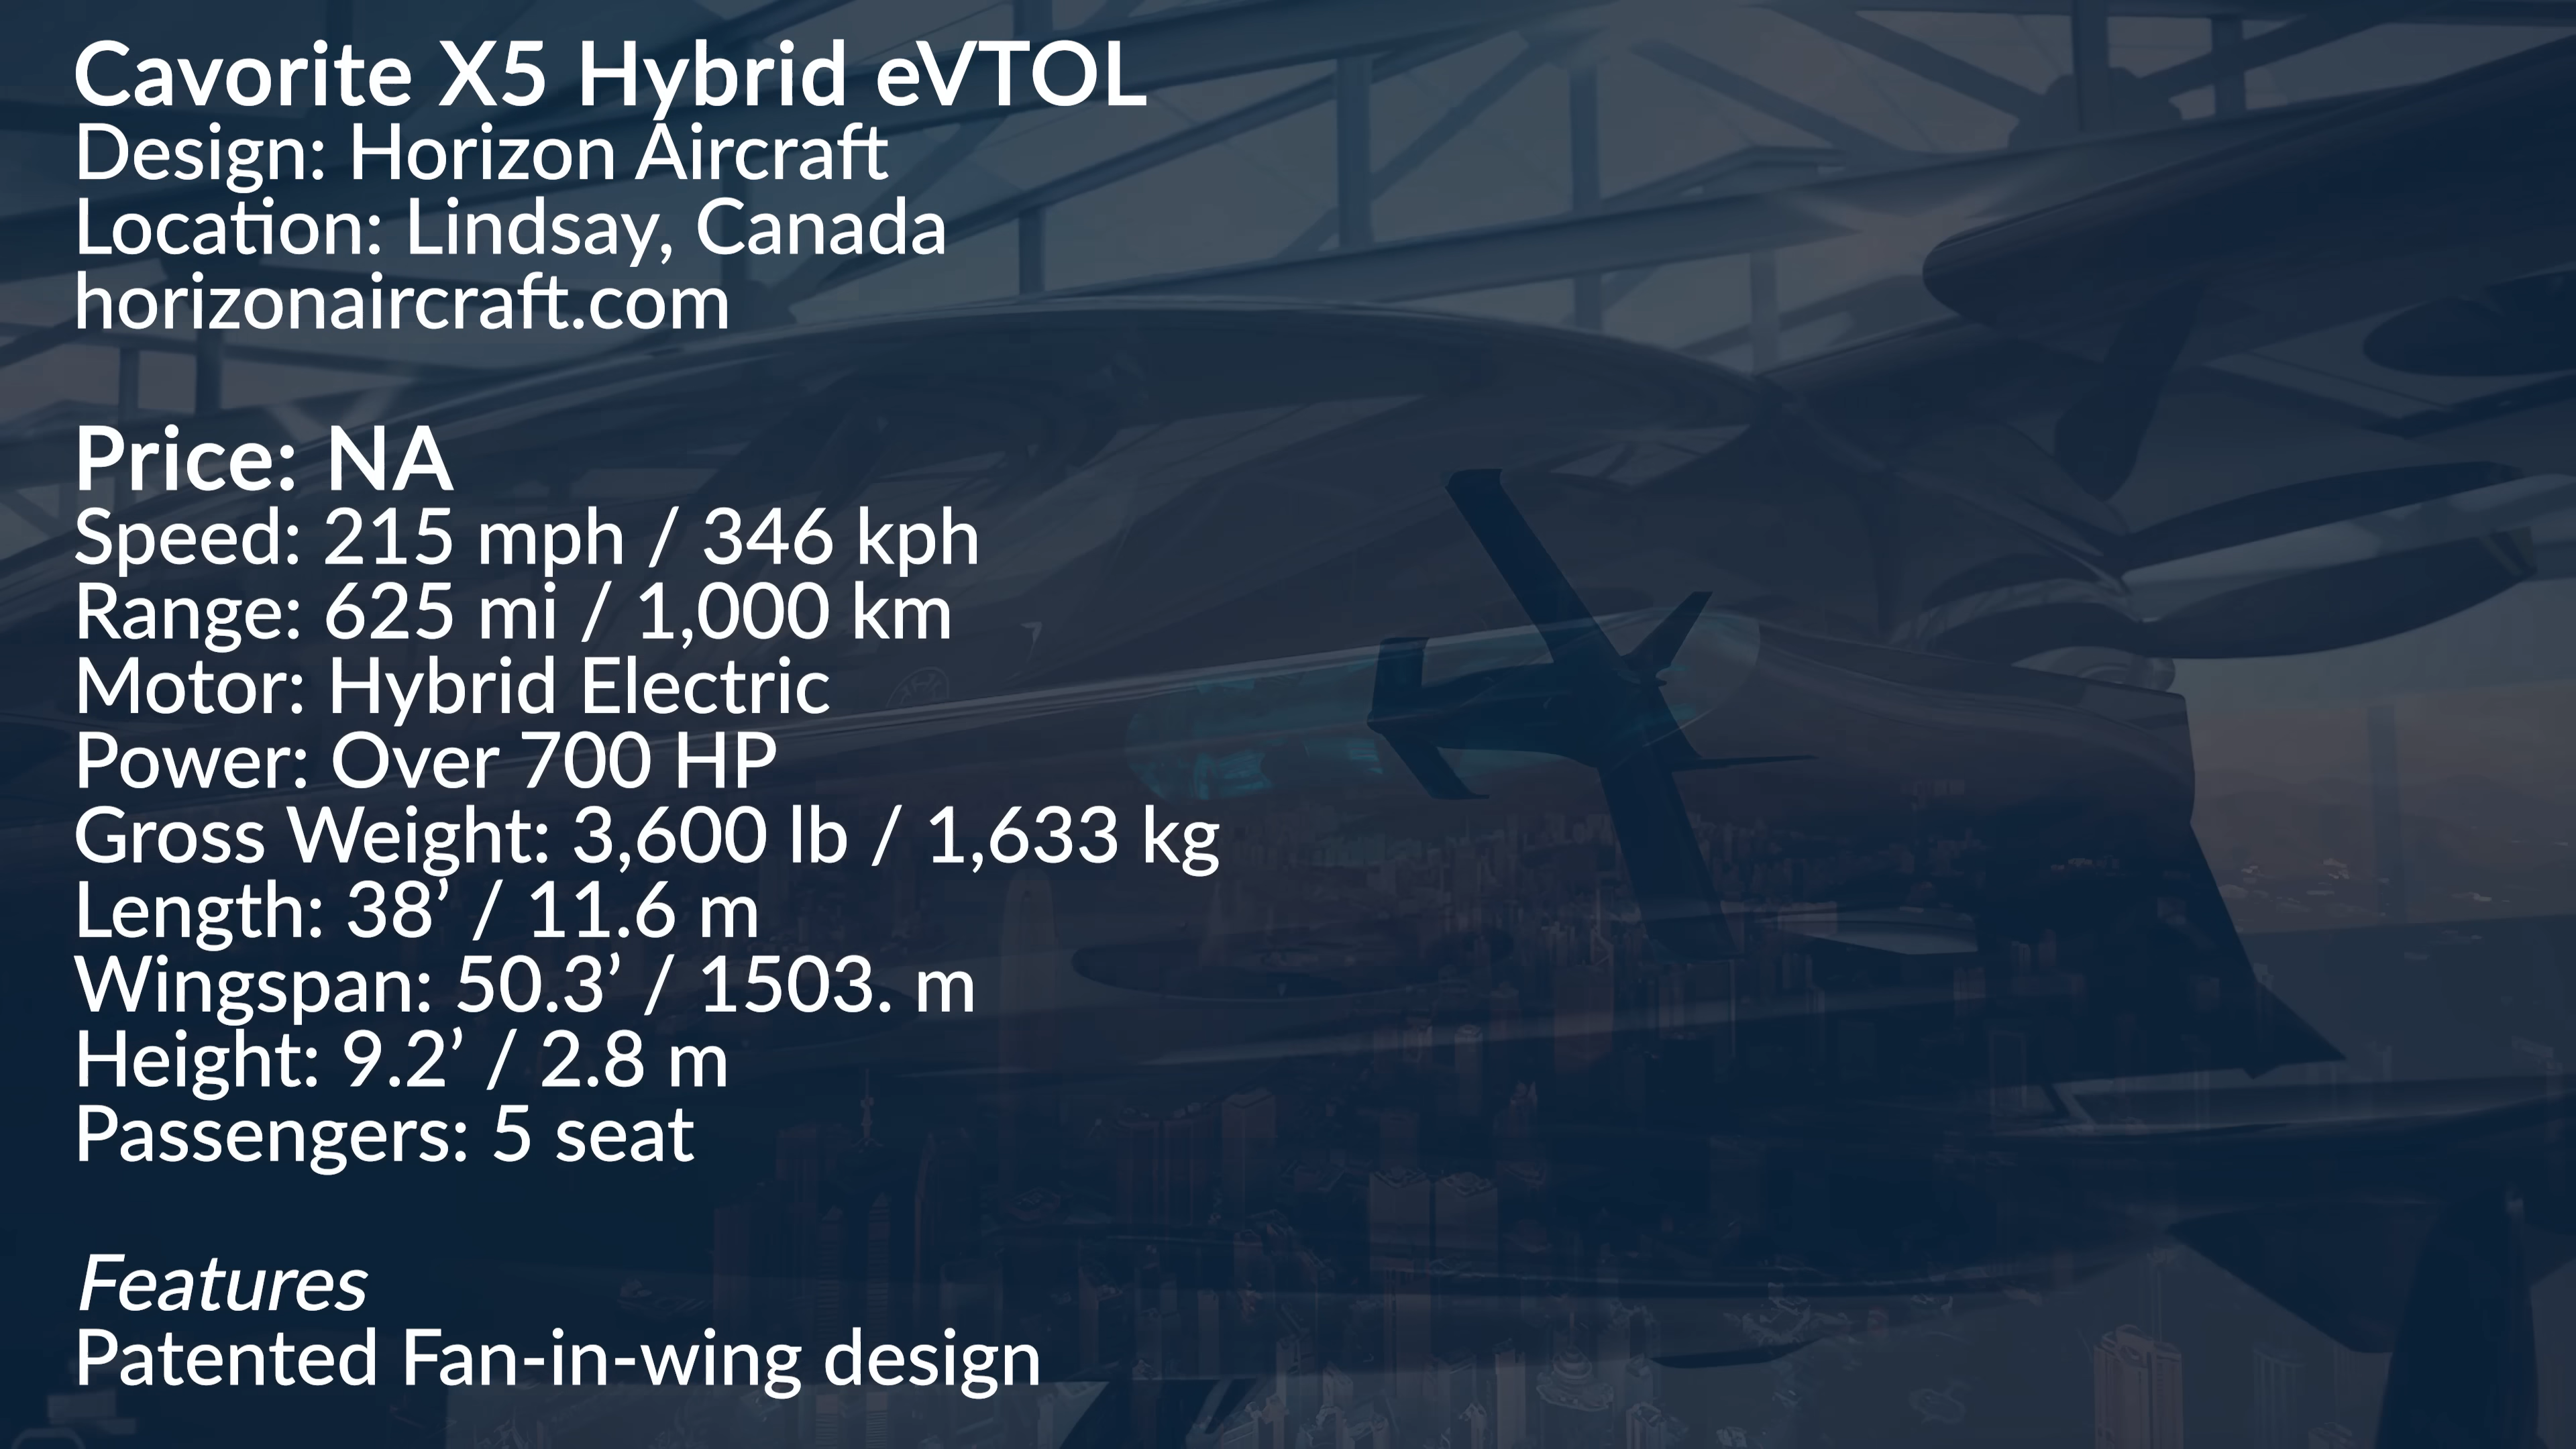 Cavorite X5 Hybrid eVTOL
Design: Horizon Aircraft
Location: Lindsay, Canada
horizonaircraft.com
Price: NA
Speed: 215 mph / 346 kph
Range: 625 mi / 1,000 km
Motor: Hybrid Electric
Power: Over 700 HP
Gross Weight: 3,600 lb / 1,633 kg
Length: 38’ / 11.6 m
Wingspan: 50.3’ / 1503. m
Height: 9.2’ / 2.8 m
Passengers: 5 seat
Features
Patented Fan-in-wing design